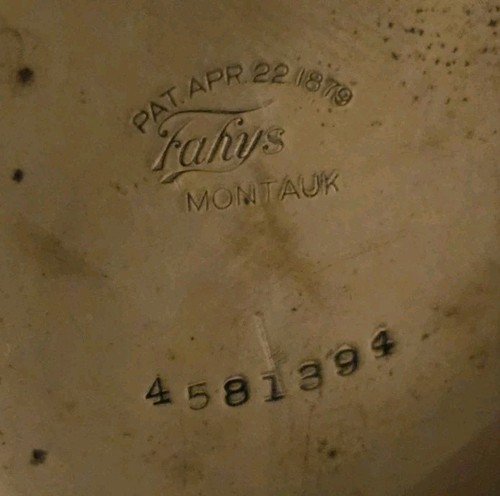 PAT. APR. 22 1879
Fahys
MONTAUK
4581394